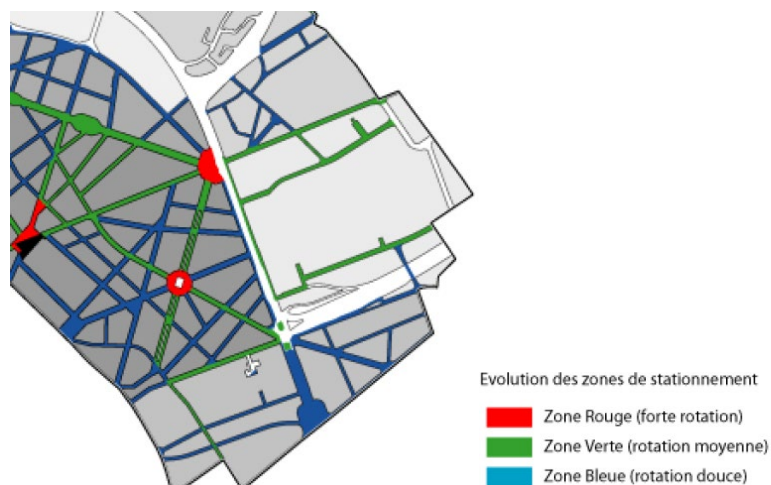 Evolution des zones de stationnement
Zone Rouge (forte rotation)
Zone Verte (rotation moyenne)
Zone Bleue (rotation douce)